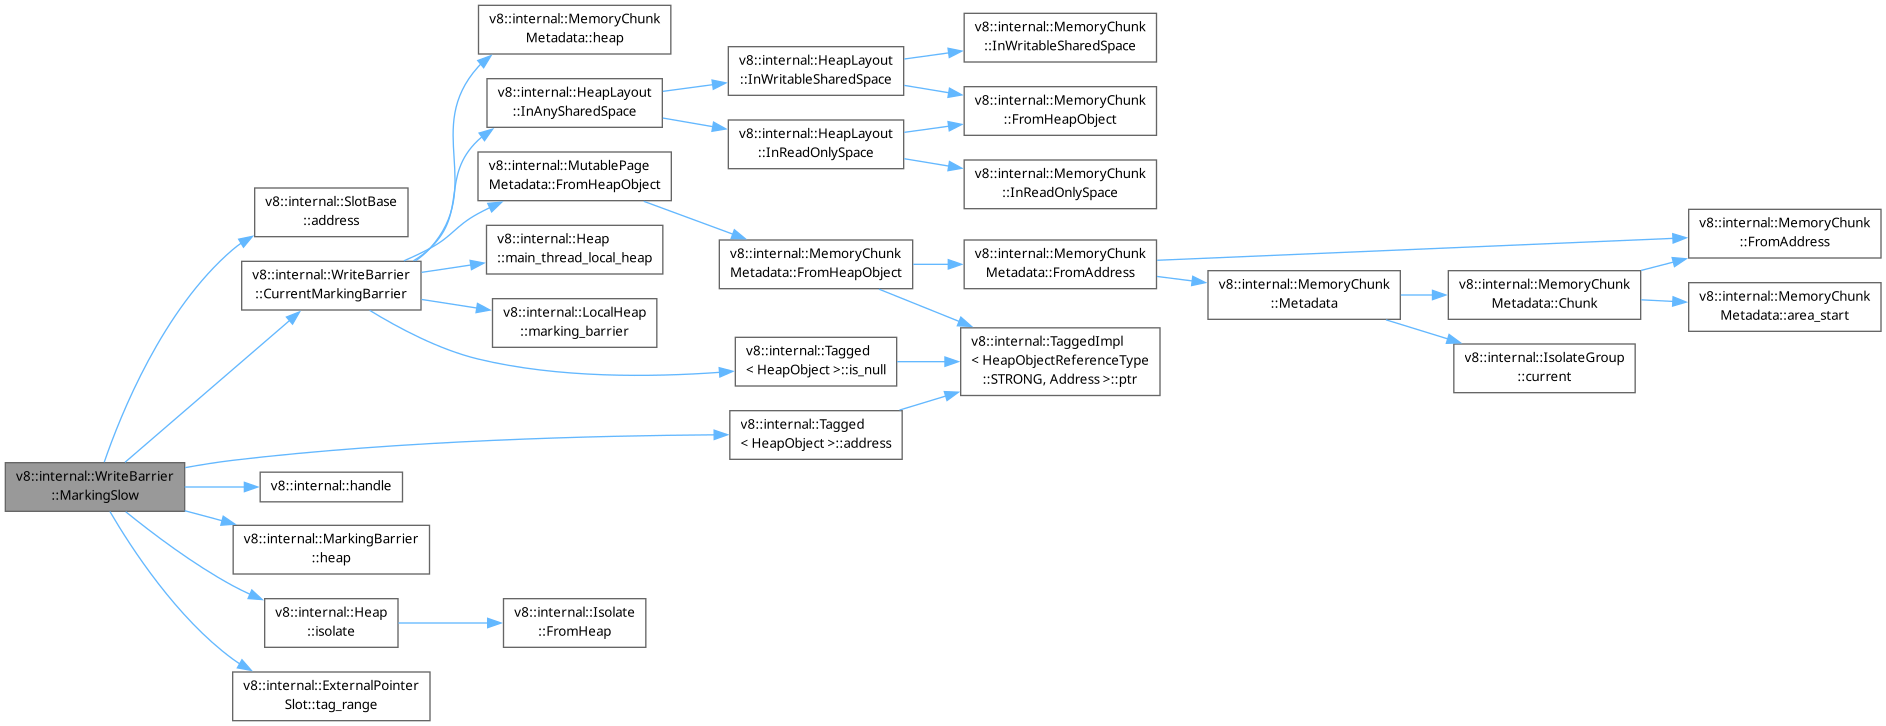 v8::internal::WriteBarrier
::MarkingSlow
v8::internal::SlotBase
::address
v8::internal::WriteBarrier
::CurrentMarkingBarrier
v8::internal::handle
v8::internal::MarkingBarrier
::heap
v8::internal::Heap
::isolate
v8::internal::ExternalPointer
Slot::tag_range
v8::internal::MemoryChunk
Metadata::heap
v8::internal::HeapLayout
::InAnySharedSpace
v8::internal::MutablePage
Metadata::FromHeapObject
v8::internal::Heap
::main_thread_local_heap
v8::internal::LocalHeap
::marking_barrier
v8::internal::Isolate
::FromHeap
v8::internal::HeapLayout
::InWritableSharedSpace
v8::internal::HeapLayout
::InReadOnlySpace
v8::internal::MemoryChunk
Metadata::FromHeapObject
v8::internal::Tagged
< HeapObject >::is_null
v8::internal::Tagged
< HeapObject >::address
v8::internal::MemoryChunk
::InWritableSharedSpace
v8::internal::MemoryChunk
::FromHeapObject
v8::internal::MemoryChunk
::InReadOnlySpace
v8::internal::MemoryChunk
Metadata::FromAddress
v8::internal::TaggedImpl
< HeapObjectReferenceType
::STRONG, Address >::ptr
v8::internal::MemoryChunk
::Metadata
v8::internal::MemoryChunk
Metadata::Chunk
v8::internal::IsolateGroup
::current
v8::internal::MemoryChunk
::FromAddress
v8::internal::MemoryChunk
Metadata::area_start